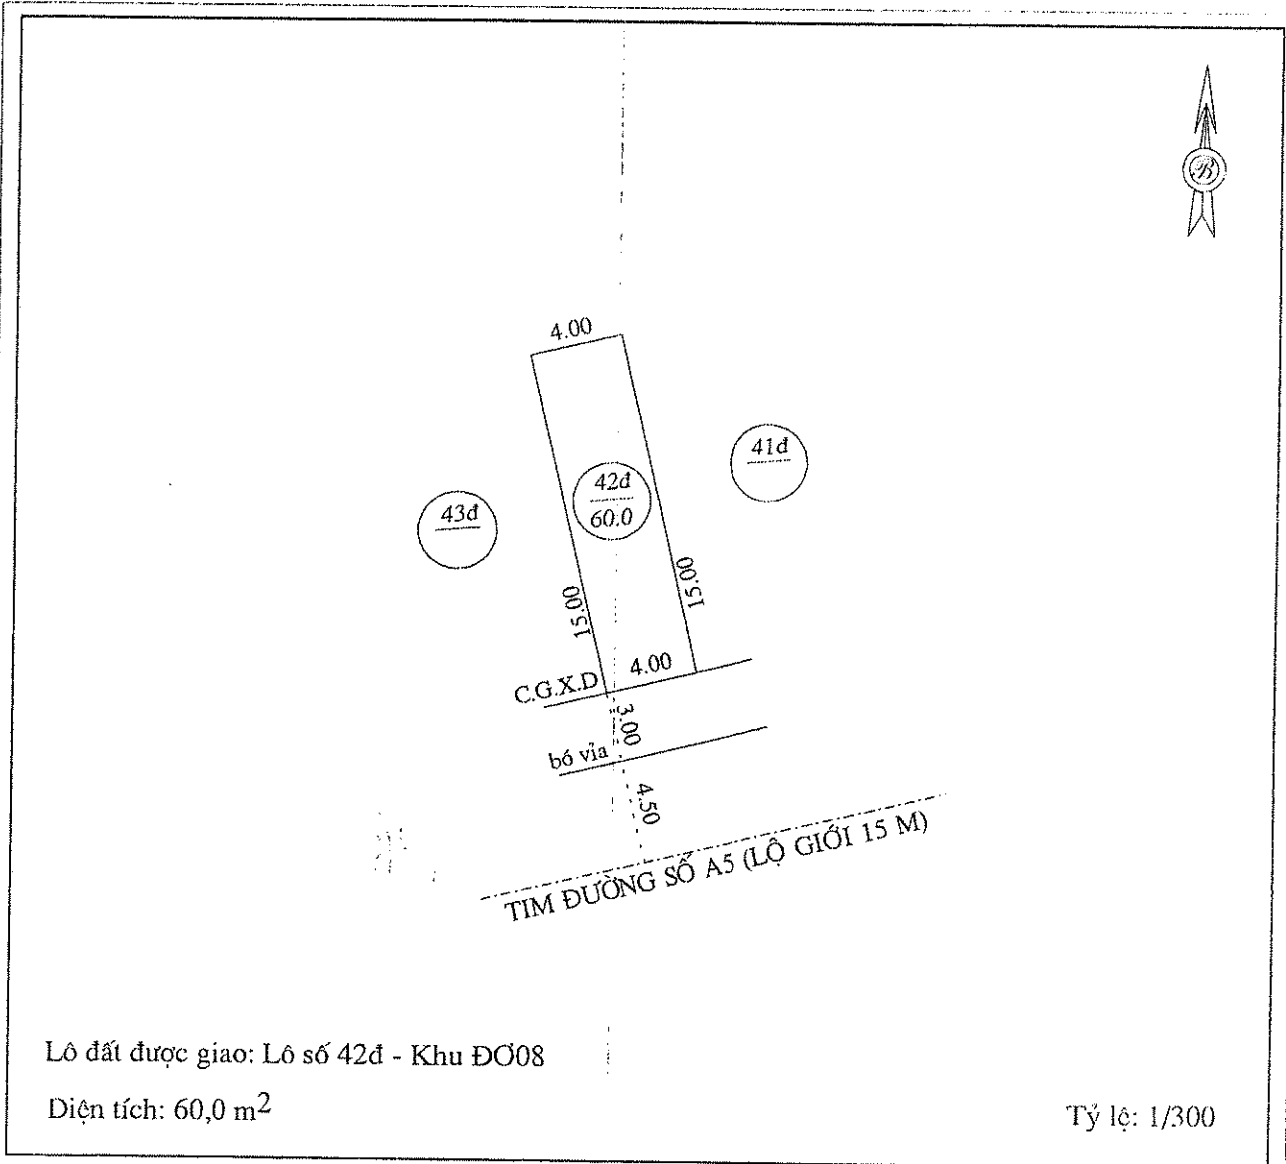 B
4.00
41đ
42đ
60.0
43đ
15.00
15.00
4.00
C.G.X.D
3.00
bó vỉa
4.50
TIM ĐƯỜNG SỐ A5 (LỘ GIỚI 15 M)
Lô đất được giao: Lô số 42đ - Khu ĐƠ08
Diện tích: 60,0 m2
Tỷ lệ: 1/300